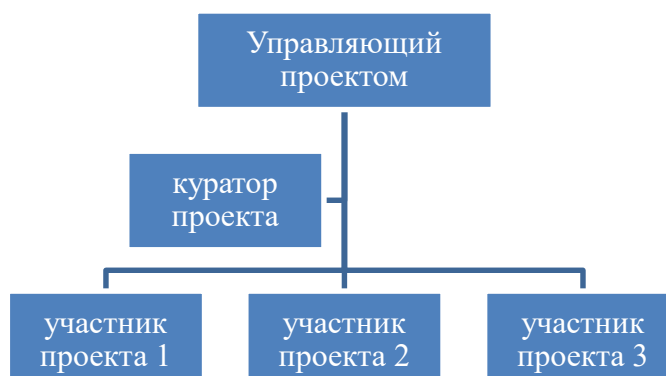 Управляющий
проектом
куратор
проекта
участник
проекта 1
участник
проекта 2
участник
проекта 3